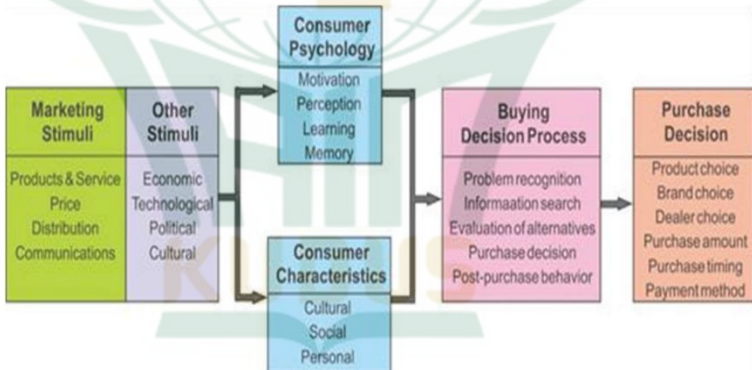 Marketing
Stimuli
Products & Service
Price
Distribution
Communications
Other
Stimuli
Economic
Technological
Political
Cultural
Consumer
Psychology
Motivation
Perception
Learning
Memory
Consumer
Characteristics
Cultural
Social
Personal
Buying
Decision Process
Problem recognition
Informaation search
Evaluation of alternatives
Purchase decision
Post-purchase behavior
Purchase
Decision
Product choice
Brand choice
Dealer choice
Purchase amount
Purchase timing
Payment method